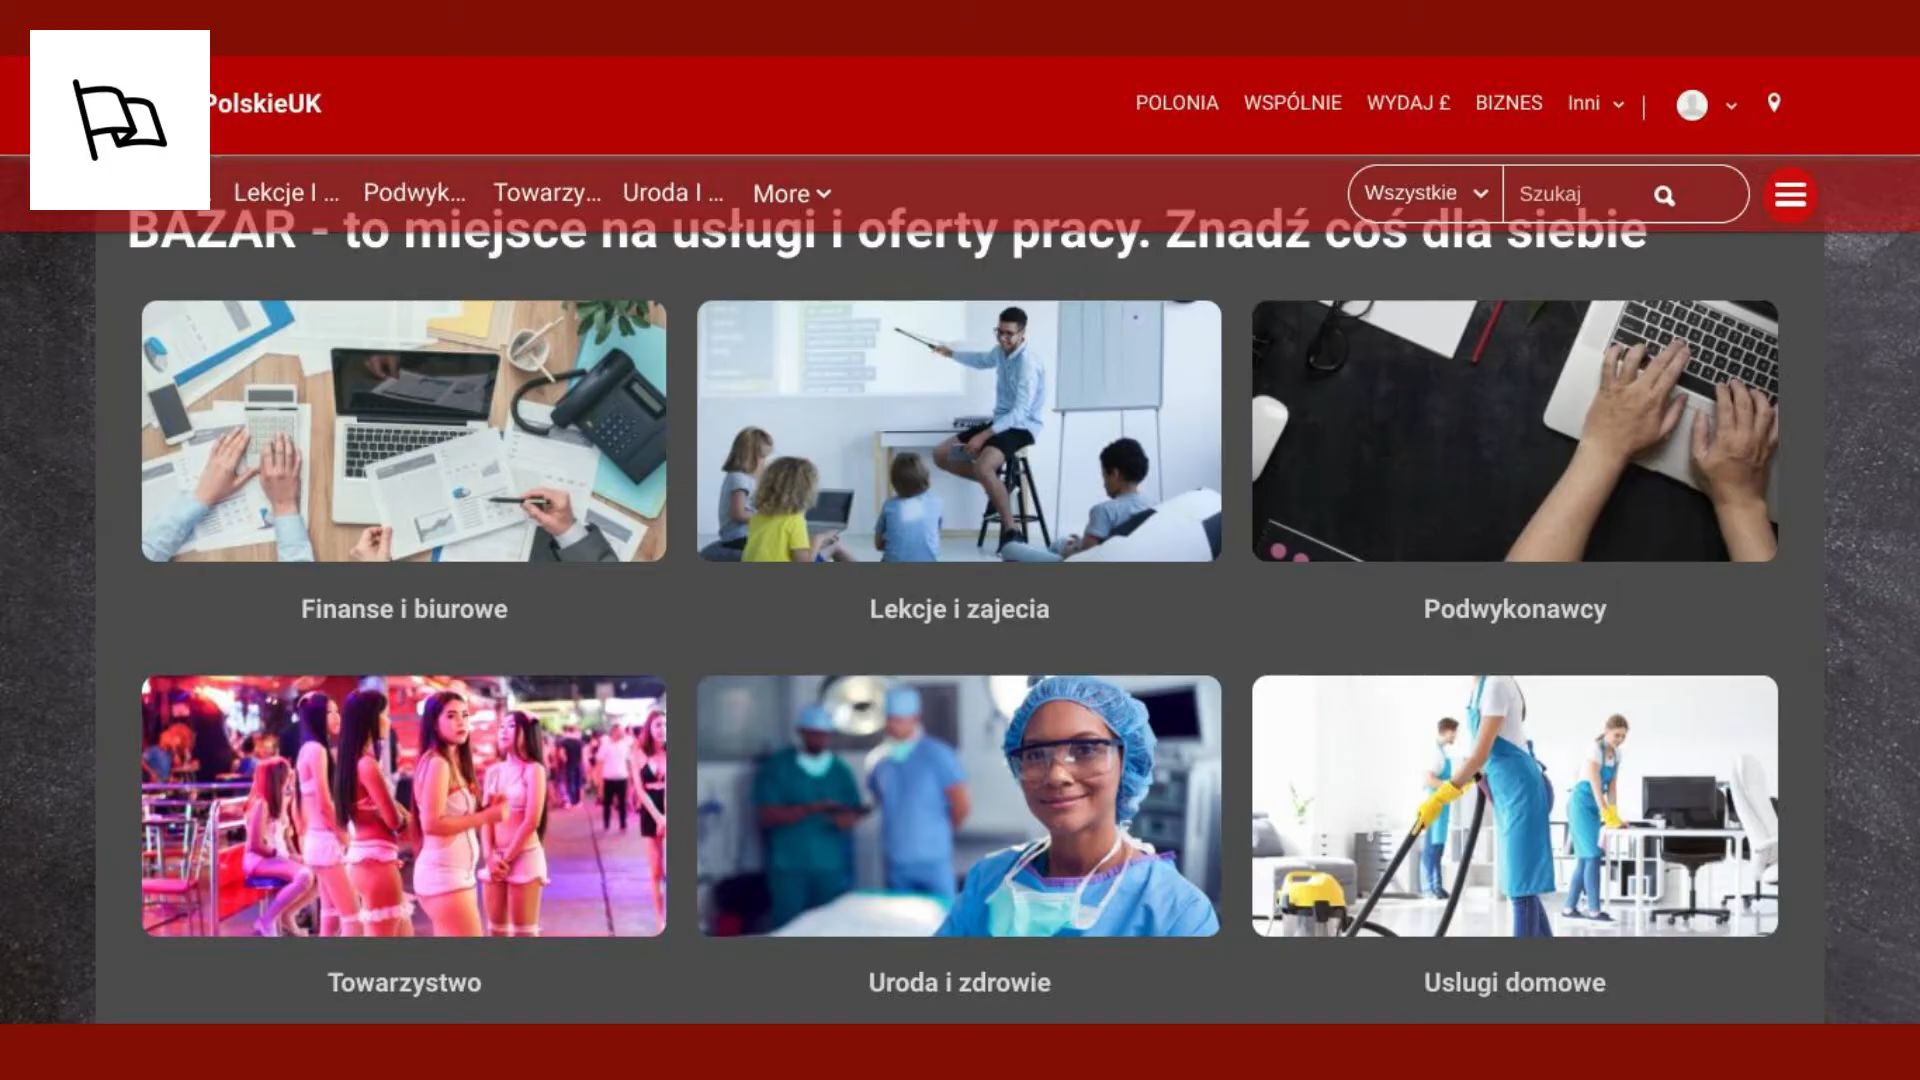 PolskieUK
POLONIA WSPÓLNIE WYDAJ £ BIZNES Inni
Lekcje I ... Podwyk... Towarzy... Uroda I ... More
Wszystkie Szukaj
BAZAR - to miejsce na usługi i oferty pracy. Znadź coś dla siebie
Finanse i biurowe
Lekcje i zajecia
Podwykonawcy
Towarzystwo
Uroda i zdrowie
Uslugi domowe